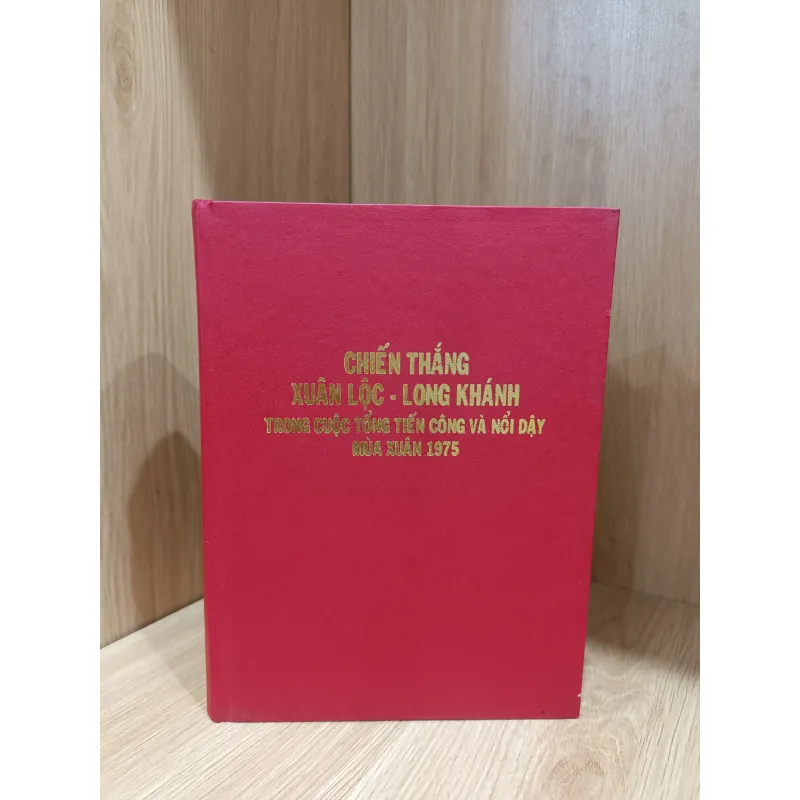 CHIẾN THẮNG
XUÂN LỘC - LONG KHÁNH
TRONG CUỘC TỔNG TIẾN CÔNG VÀ NỔI DẬY
MÙA XUÂN 1975